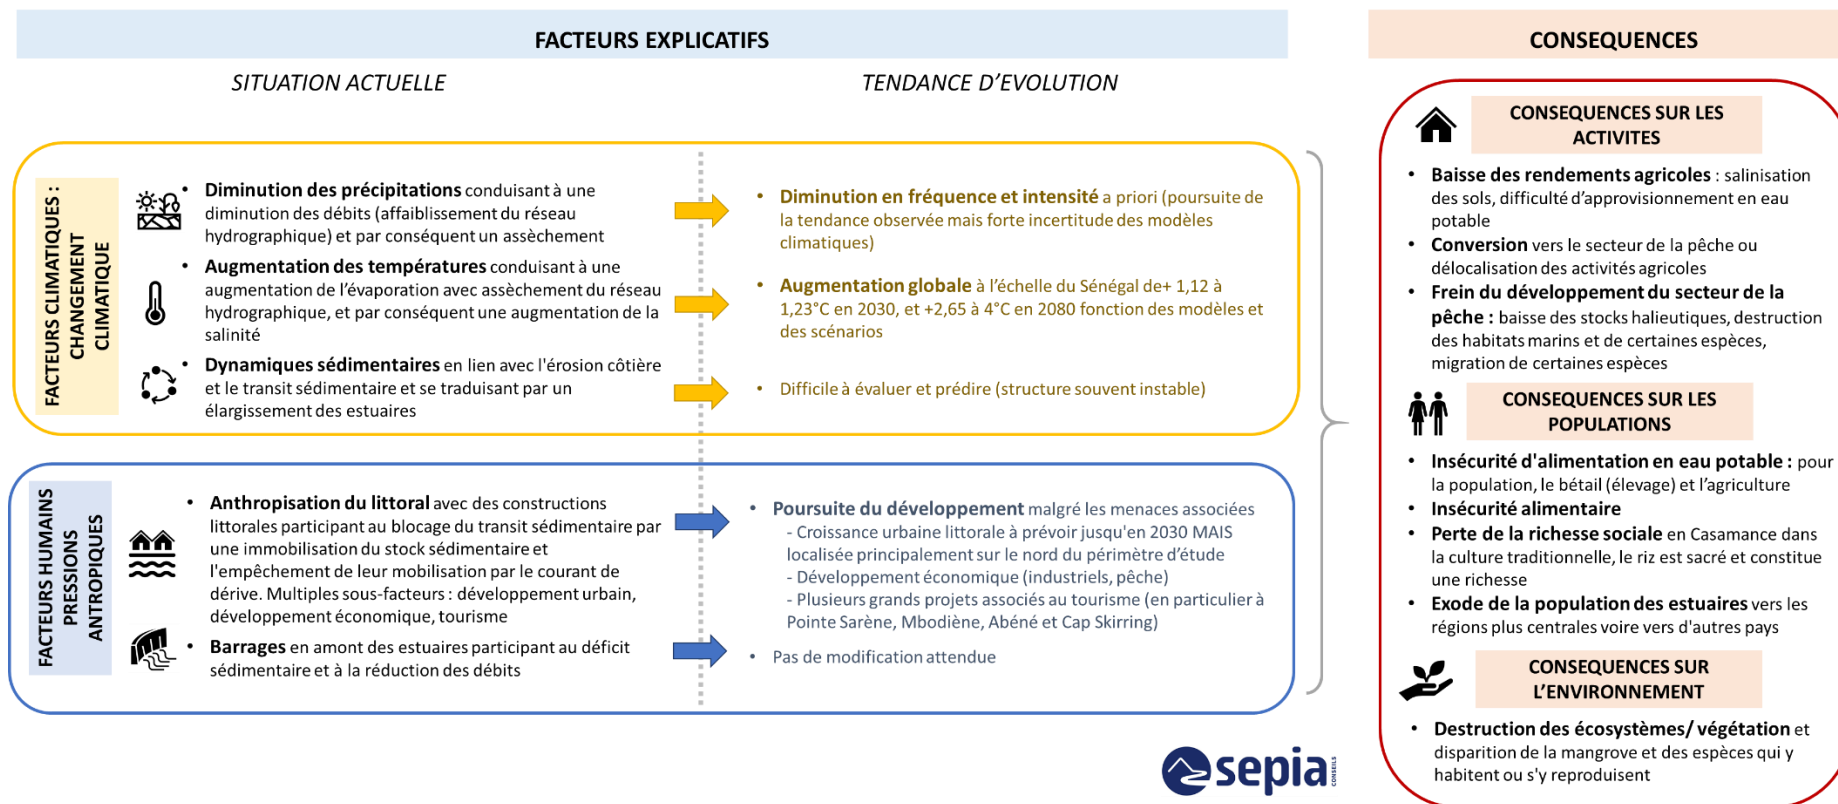 FACTEURS EXPLICATIFS
SITUATION ACTUELLE
TENDANCE D'EVOLUTION
FACTEURS CLIMATIQUES :
CHANGEMENT
CLIMATIQUE
• Diminution des précipitations conduisant à une
diminution des débits (affaiblissement du réseau
hydrographique) et par conséquent un assèchement
• Augmentation des températures conduisant à une
augmentation de l'évaporation avec assèchement du réseau
hydrographique, et par conséquent une augmentation de la
salinité
• Dynamiques sédimentaires en lien avec l'érosion côtière
et le transit sédimentaire et se traduisant par un
élargissement des estuaires
• Diminution en fréquence et intensité a priori (poursuite de
la tendance observée mais forte incertitude des modèles
climatiques)
• Augmentation globale à l'échelle du Sénégal de+ 1,12 à
1,23°C en 2030, et +2,65 à 4°C en 2080 fonction des modèles et
des scénarios
• Difficile à évaluer et prédire (structure souvent instable)
FACTEURS HUMAINS
PRESSIONS
ANTROPIQUES
• Anthropisation du littoral avec des constructions
littorales participant au blocage du transit sédimentaire par
une immobilisation du stock sédimentaire et
l'empêchement de leur mobilisation par le courant de
dérive. Multiples sous-facteurs : développement urbain,
développement économique, tourisme
• Barrages en amont des estuaires participant au déficit
sédimentaire et à la réduction des débits
• Poursuite du développement malgré les menaces associées
- Croissance urbaine littorale à prévoir jusqu'en 2030 MAIS
localisée principalement sur le nord du périmètre d'étude
- Développement économique (industriels, pêche)
- Plusieurs grands projets associés au tourisme (en particulier à
Pointe Sarène, Mbodiène, Abéné et Cap Skirring)
• Pas de modification attendue
CONSEQUENCES
CONSEQUENCES SUR LES
ACTIVITES
• Baisse des rendements agricoles : salinisation
des sols, difficulté d'approvisionnement en eau
potable
• Conversion vers le secteur de la pêche ou
délocalisation des activités agricoles
• Frein du développement du secteur de la
pêche : baisse des stocks halieutiques, destruction
des habitats marins et de certaines espèces,
migration de certaines espèces
CONSEQUENCES SUR LES
POPULATIONS
• Insécurité d'alimentation en eau potable : pour
la population, le bétail (élevage) et l'agriculture
• Insécurité alimentaire
• Perte de la richesse sociale en Casamance dans
la culture traditionnelle, le riz est sacré et constitue
une richesse
• Exode de la population des estuaires vers les
régions plus centrales voire vers d'autres pays
CONSEQUENCES SUR
L'ENVIRONNEMENT
• Destruction des écosystèmes/ végétation et
disparition de la mangrove et des espèces qui y
habitent ou s'y reproduisent
sepia
CONSEILS